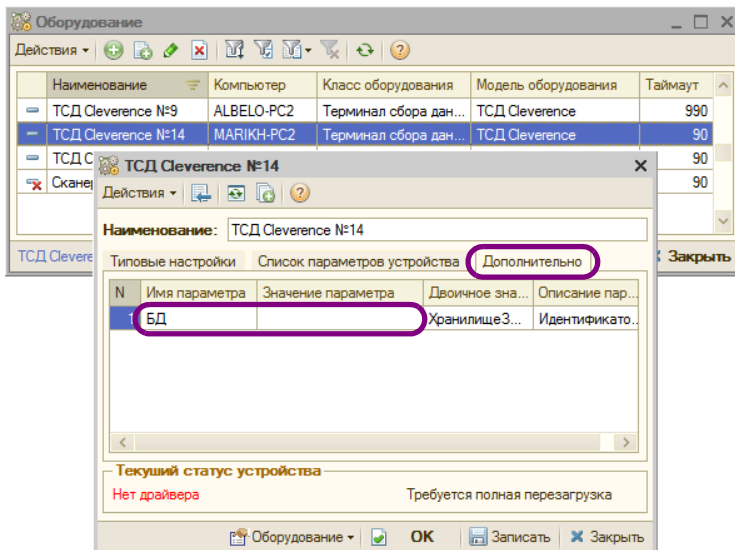 Оборудование
Действия
Наименование Компьютер Класс оборудования Модель оборудования Таймаут
ТСД Cleverence №9 ALBELO-PC2 Терминал сбора дан... ТСД Cleverence 990
ТСД Cleverence №14 MARIKH-PC2 Терминал сбора дан... ТСД Cleverence 90
ТСД C 90
Сканер 90
ТСД Clevere Закрыть
ТСД Cleverence №14
Действия
Наименование: ТСД Cleverence №14
Типовые настройки Список параметров устройства Дополнительно
N Имя параметра Значение параметра Двоичное зна... Описание пар...
1 БД ХранилищеЗ... Идентификато...
Текущий статус устройства
Нет драйвера Требуется полная перезагрузка
Оборудование OK Записать Закрыть